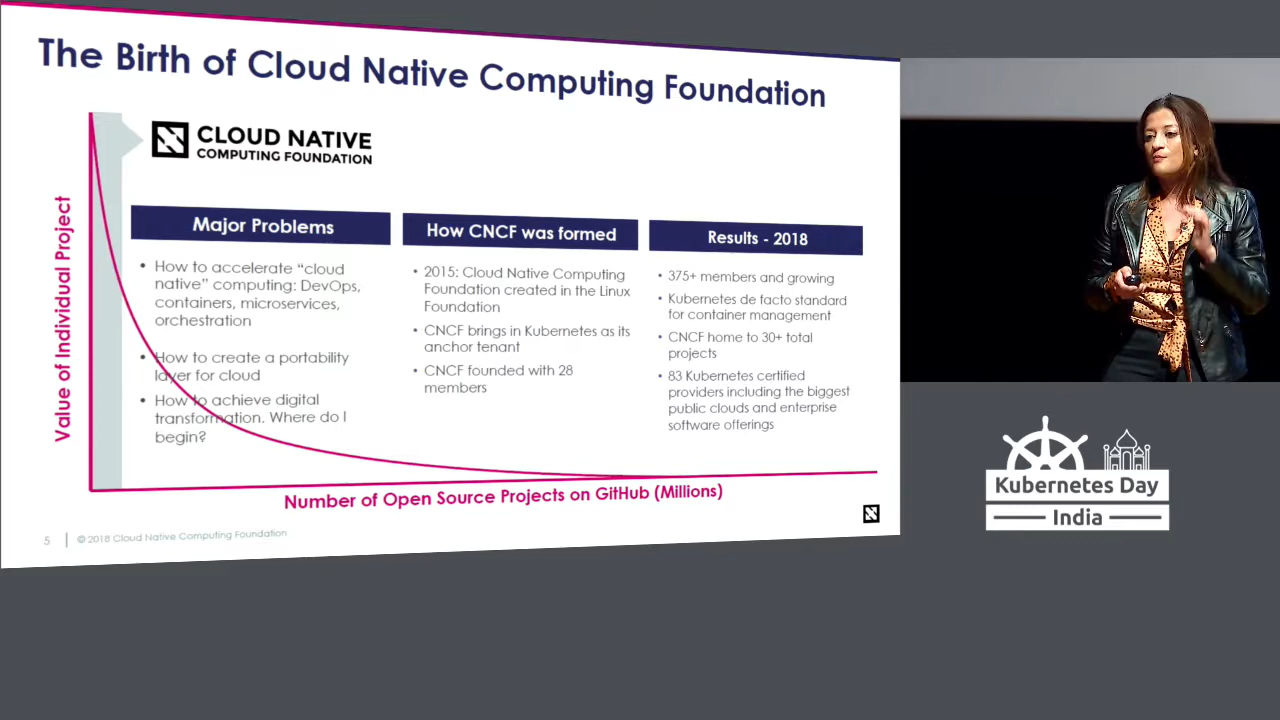 The Birth of Cloud Native Computing Foundation
CLOUD NATIVE
COMPUTING FOUNDATION
Value of Individual Project
Major Problems
• How to accelerate “cloud
native” computing: DevOps,
containers, microservices,
orchestration
• How to create a portability
layer for cloud
• How to achieve digital
transformation. Where do I
begin?
How CNCF was formed
• 2015: Cloud Native Computing
Foundation created in the Linux
Foundation
• CNCF brings in Kubernetes as its
anchor tenant
• CNCF founded with 28
members
Results - 2018
• 375+ members and growing
• Kubernetes de facto standard
for container management
• CNCF home to 30+ total
projects
• 83 Kubernetes certified
providers including the biggest
public clouds and enterprise
software offerings
Number of Open Source Projects on GitHub (Millions)
5
© 2018 Cloud Native Computing Foundation
Kubernetes Day
India